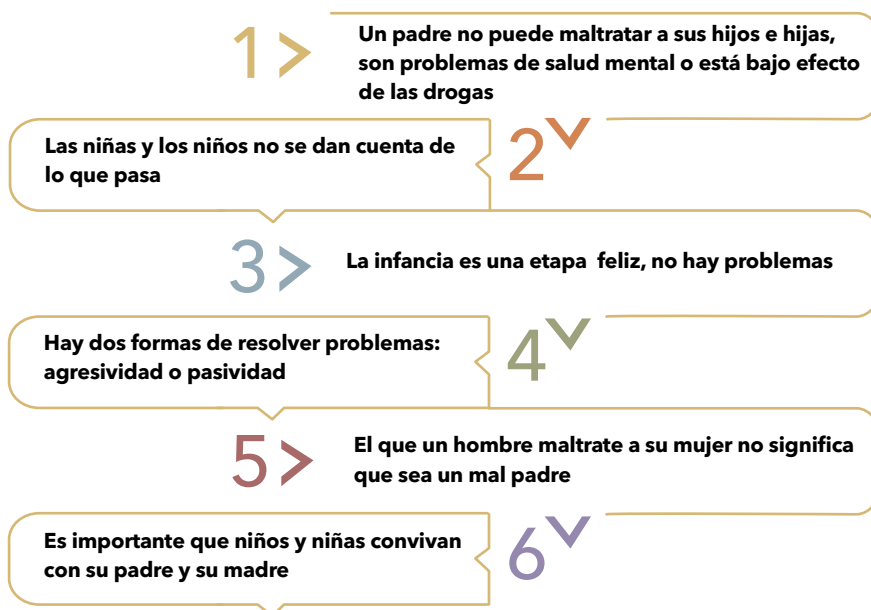 1 >
Un padre no puede maltratar a sus hijos e hijas,
son problemas de salud mental o está bajo efecto
de las drogas
2
Las niñas y los niños no se dan cuenta de
lo que pasa
3 >
La infancia es una etapa feliz, no hay problemas
4
Hay dos formas de resolver problemas:
agresividad o pasividad
5 >
El que un hombre maltrate a su mujer no significa
que sea un mal padre
6
Es importante que niños y niñas convivan
con su padre y su madre